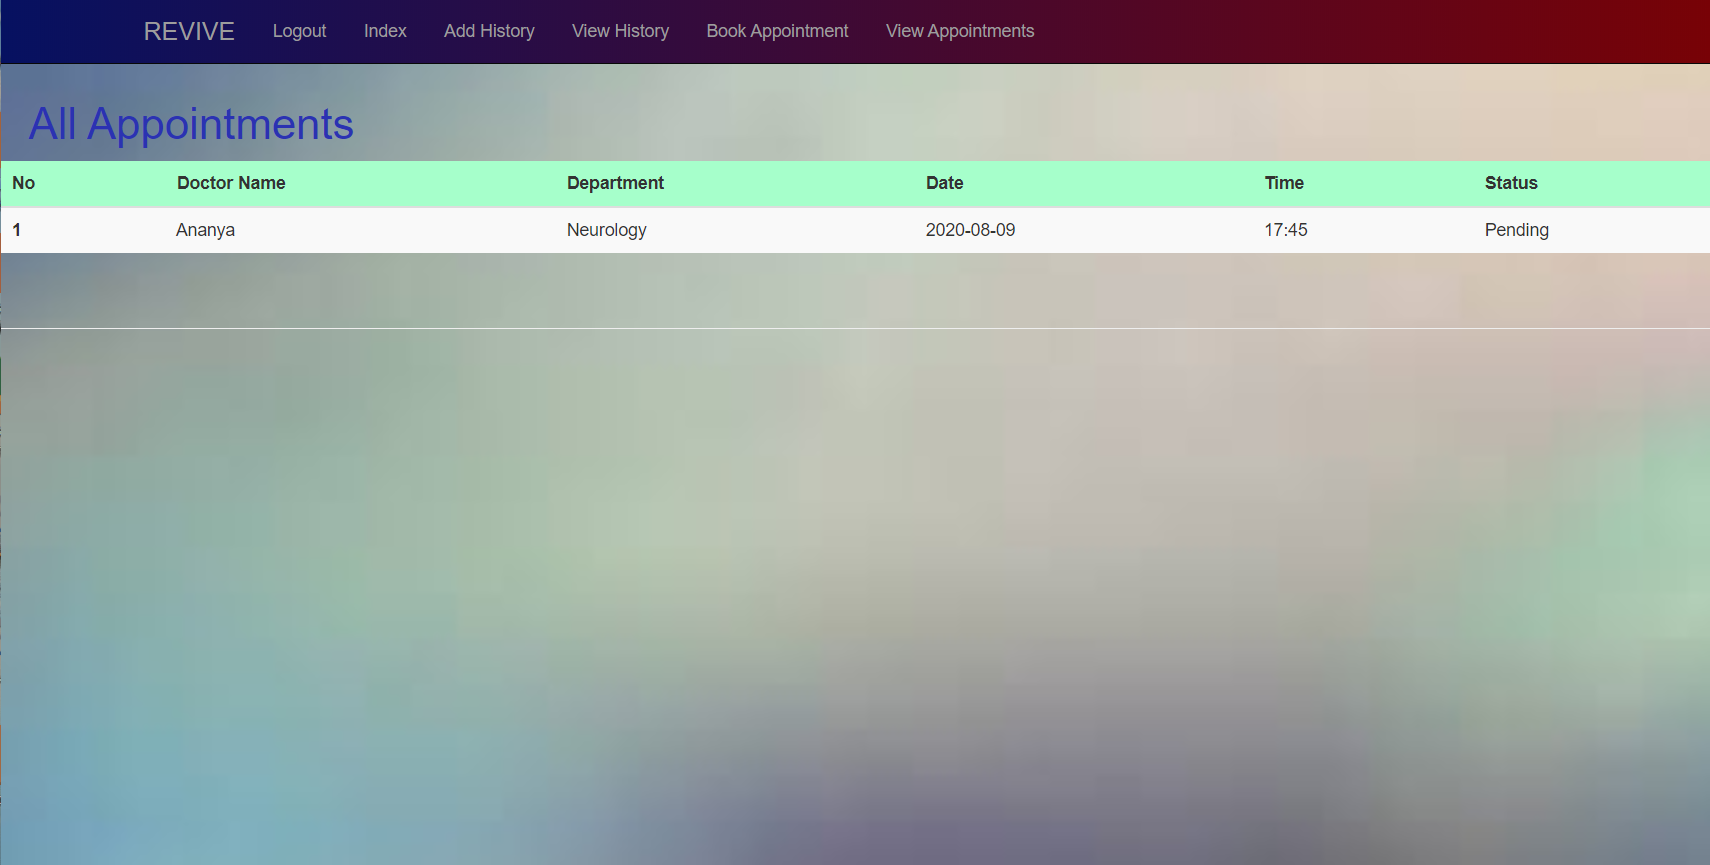 REVIVE Logout Index Add History View History Book Appointment View Appointments
All Appointments
No Doctor Name Department Date Time Status
1 Ananya Neurology 2020-08-09 17:45 Pending